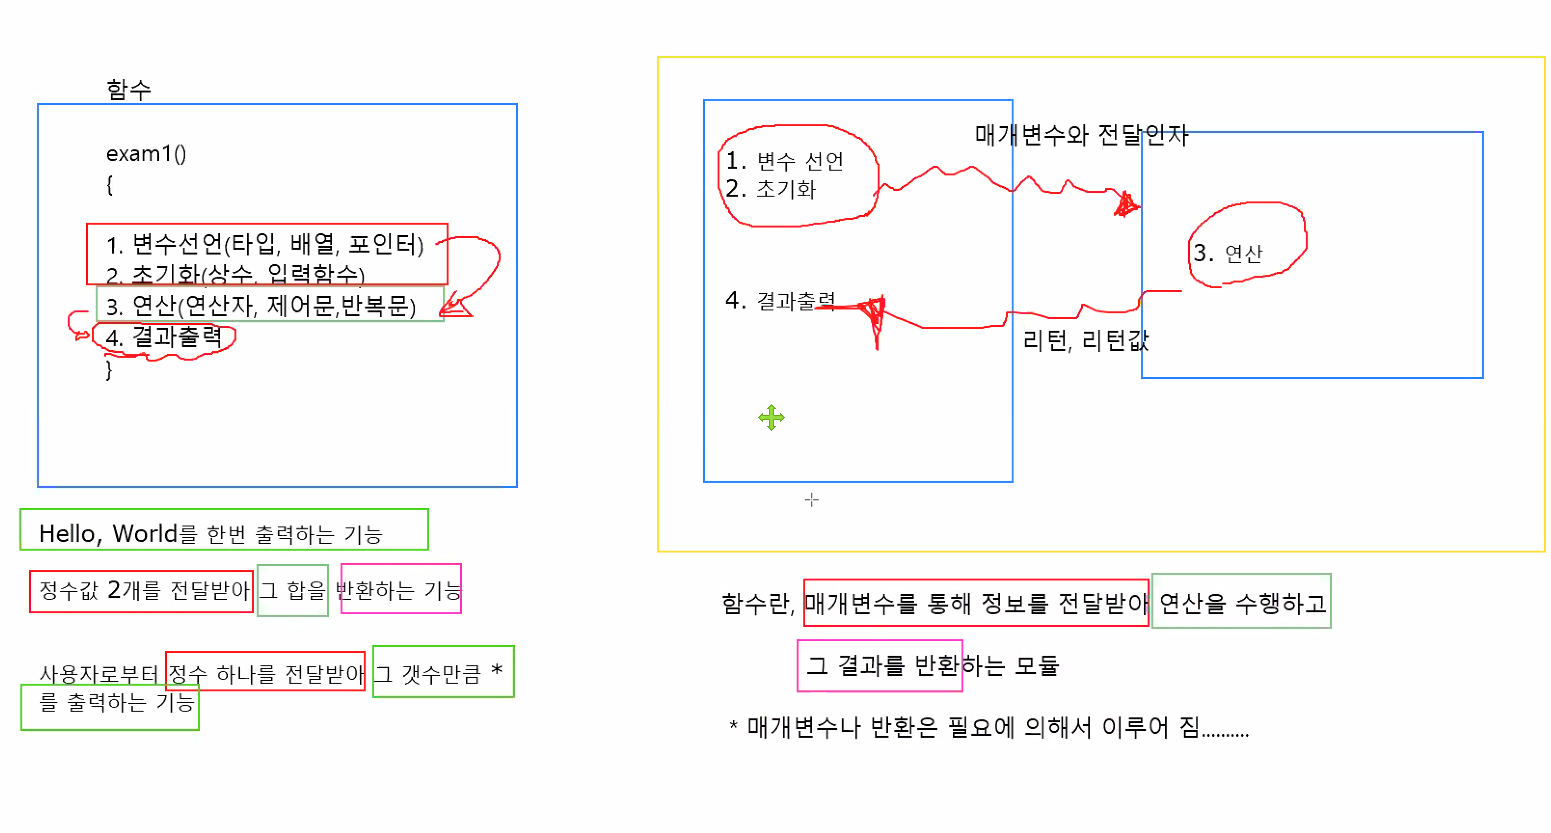 함수
exam1()
{
1. 변수선언(타입, 배열, 포인터)
2. 초기화(상수, 입력함수)
3. 연산(연산자, 제어문,반복문)
4. 결과출력
}
Hello, World를 한번 출력하는 기능
정수값 2개를 전달받아 그 합을 반환하는 기능
사용자로부터 정수 하나를 전달받아 그 갯수만큼 *
를 출력하는 기능
매개변수와 전달인자
1. 변수 선언
2. 초기화
3. 연산
4. 결과출력
리턴, 리턴값
함수란, 매개변수를 통해 정보를 전달받아 연산을 수행하고
그 결과를 반환하는 모듈
* 매개변수나 반환은 필요에 의해서 이루어 짐..........